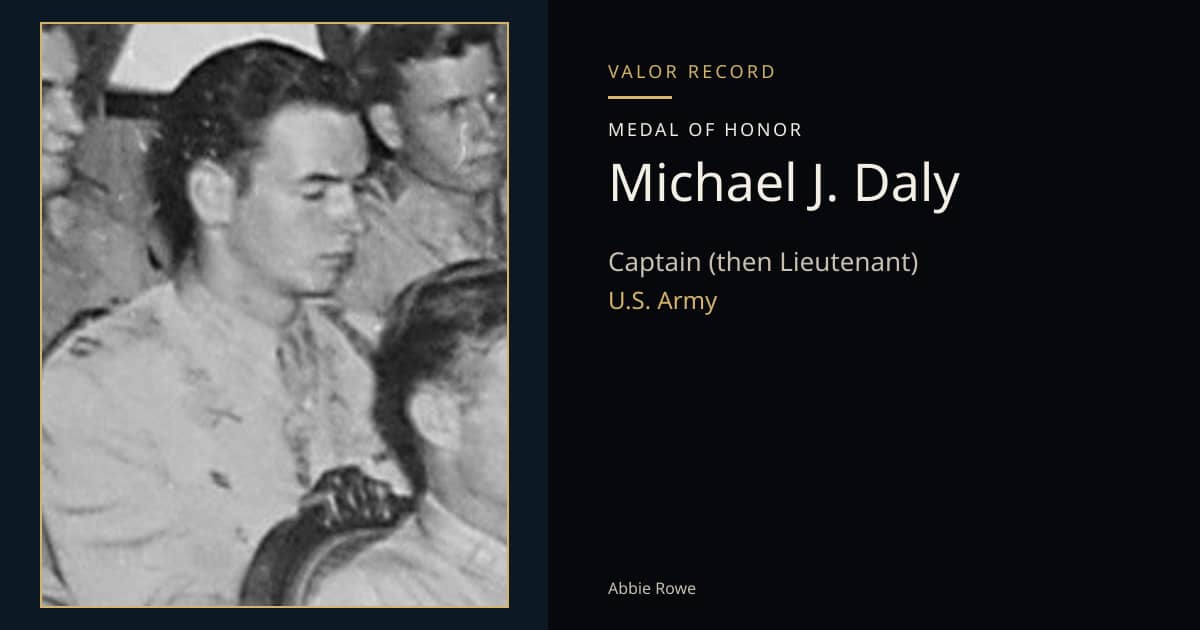 VALOR RECORD
MEDAL OF HONOR
Michael J. Daly
Captain (then Lieutenant)
U.S. Army
Abbie Rowe